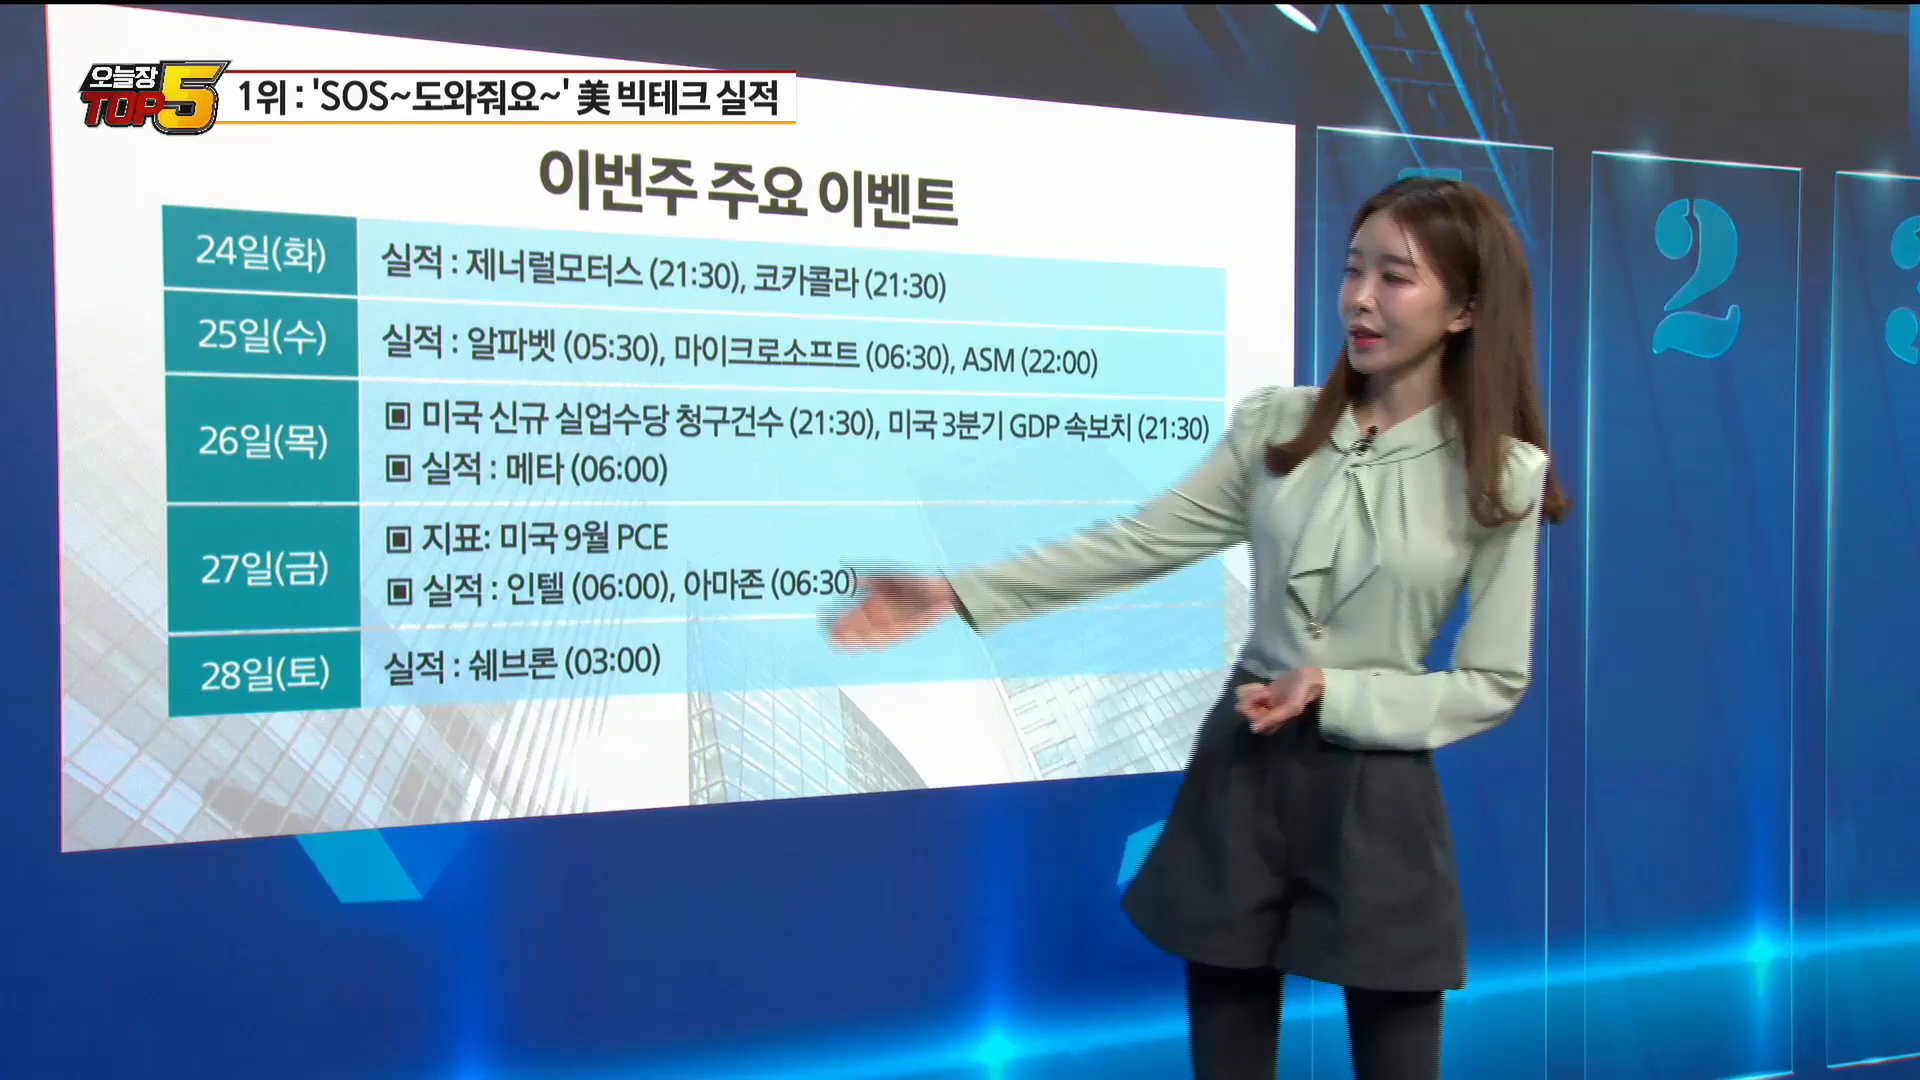 오늘장
TOP5
1위 : 'SOS~도와줘요~' 美 빅테크 실적
이번주 주요 이벤트
24일(화) 실적 : 제너럴모터스 (21:30), 코카콜라 (21:30)
25일(수) 실적 : 알파벳 (05:30), 마이크로소프트 (06:30), ASM (22:00)
26일(목) ▣ 미국 신규 실업수당 청구건수 (21:30), 미국 3분기 GDP 속보치 (21:30)
▣ 실적 : 메타 (06:00)
27일(금) ▣ 지표: 미국 9월 PCE
▣ 실적 : 인텔 (06:00), 아마존 (06:30)
28일(토) 실적 : 쉐브론 (03:00)
2
3